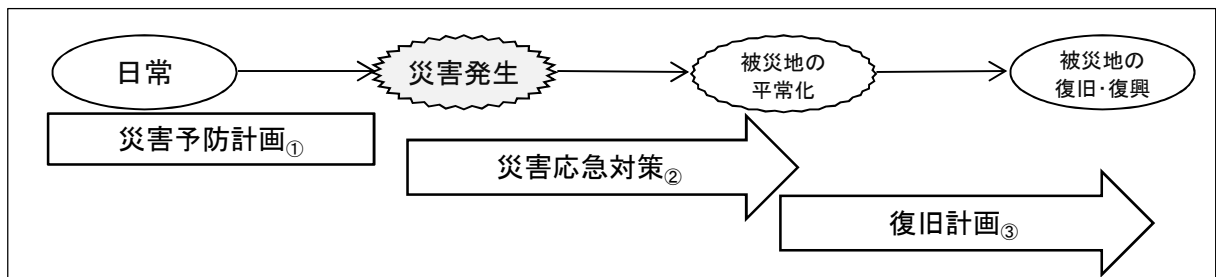 日常
災害発生
被災地の
平常化
被災地の
復旧・復興
災害予防計画①
災害応急対策②
復旧計画③